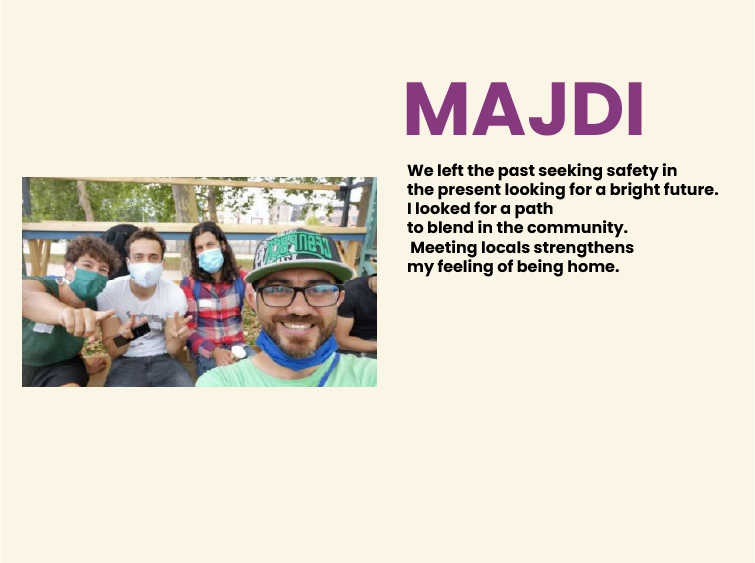 MAJDI
We left the past seeking safety in
the present looking for a bright future.
I looked for a path
to blend in the community.
Meeting locals strengthens
my feeling of being home.